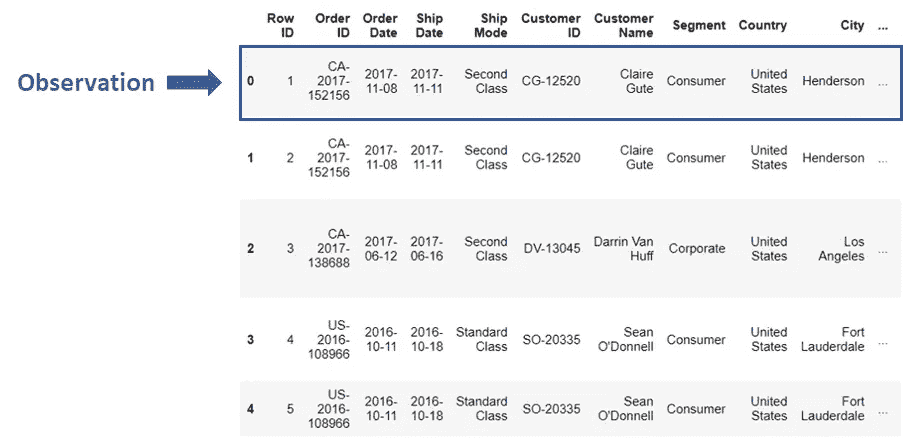 Row ID Order ID Order Date Ship Date Ship Mode Customer ID Customer Name Segment Country City ...
Observation
0 1 CA-2017-152156 2017-11-08 2017-11-11 Second Class CG-12520 Claire Gute Consumer United States Henderson ...
1 2 CA-2017-152156 2017-11-08 2017-11-11 Second Class CG-12520 Claire Gute Consumer United States Henderson ...
2 3 CA-2017-138688 2017-06-12 2017-06-16 Second Class DV-13045 Darrin Van Huff Corporate United States Los Angeles ...
3 4 US-2016-108966 2016-10-11 2016-10-18 Standard Class SO-20335 Sean O'Donnell Consumer United States Fort Lauderdale ...
4 5 US-2016-108966 2016-10-11 2016-10-18 Standard Class SO-20335 Sean O'Donnell Consumer United States Fort Lauderdale ...